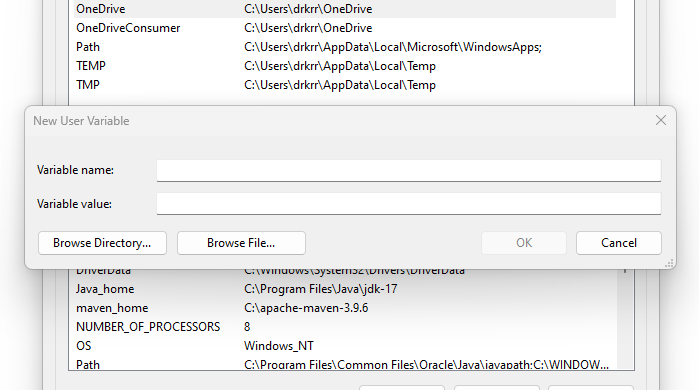 OneDrive C:\Users\drkrr\OneDrive
OneDriveConsumer C:\Users\drkrr\OneDrive
Path C:\Users\drkrr\AppData\Local\Microsoft\WindowsApps;
TEMP C:\Users\drkrr\AppData\Local\Temp
TMP C:\Users\drkrr\AppData\Local\Temp
New User Variable
Variable name:
Variable value:
Browse Directory... Browse File... OK Cancel
DriverData C:\Windows\System32\Drivers\DriverData
Java_home C:\Program Files\Java\jdk-17
maven_home C:\apache-maven-3.9.6
NUMBER_OF_PROCESSORS 8
OS Windows_NT
Path C:\Program Files\Common Files\Oracle\Java\javapath;C:\WINDOW...